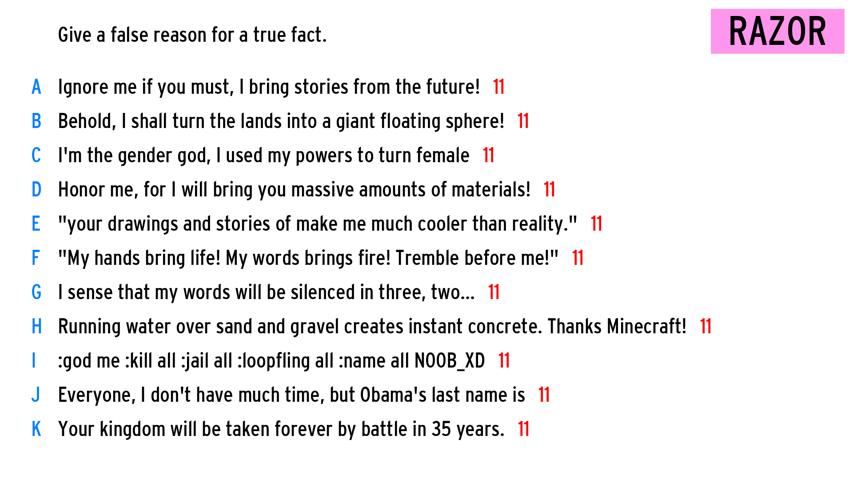 Give a false reason for a true fact.
RAZOR
A Ignore me if you must, I bring stories from the future! 11
B Behold, I shall turn the lands into a giant floating sphere! 11
C I'm the gender god, I used my powers to turn female 11
D Honor me, for I will bring you massive amounts of materials! 11
E "your drawings and stories of make me much cooler than reality." 11
F "My hands bring life! My words brings fire! Tremble before me!" 11
G I sense that my words will be silenced in three, two... 11
H Running water over sand and gravel creates instant concrete. Thanks Minecraft! 11
I :god me :kill all :jail all :loopfling all :name all N00B_XD 11
J Everyone, I don't have much time, but Obama's last name is 11
K Your kingdom will be taken forever by battle in 35 years. 11